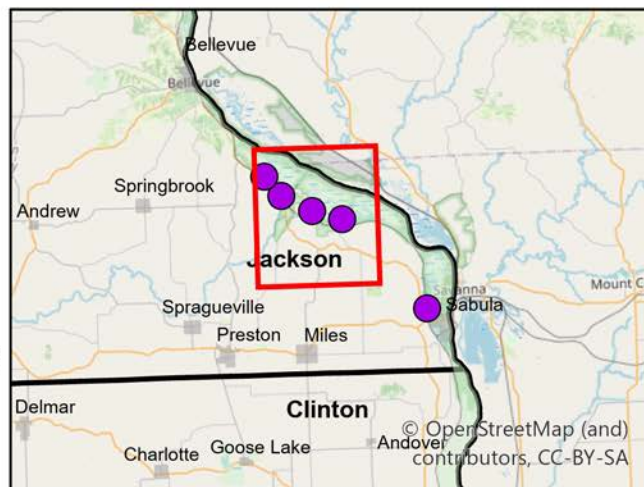 Bellevue
Bellevue
Springbrook
Andrew
Jackson
Savanna
Mount C
Sabula
Spragueville
Preston
Miles
Clinton
Delmar
© OpenStreetMap (and)
Goose Lake
Andover
Charlotte
contributors, CC-BY-SA